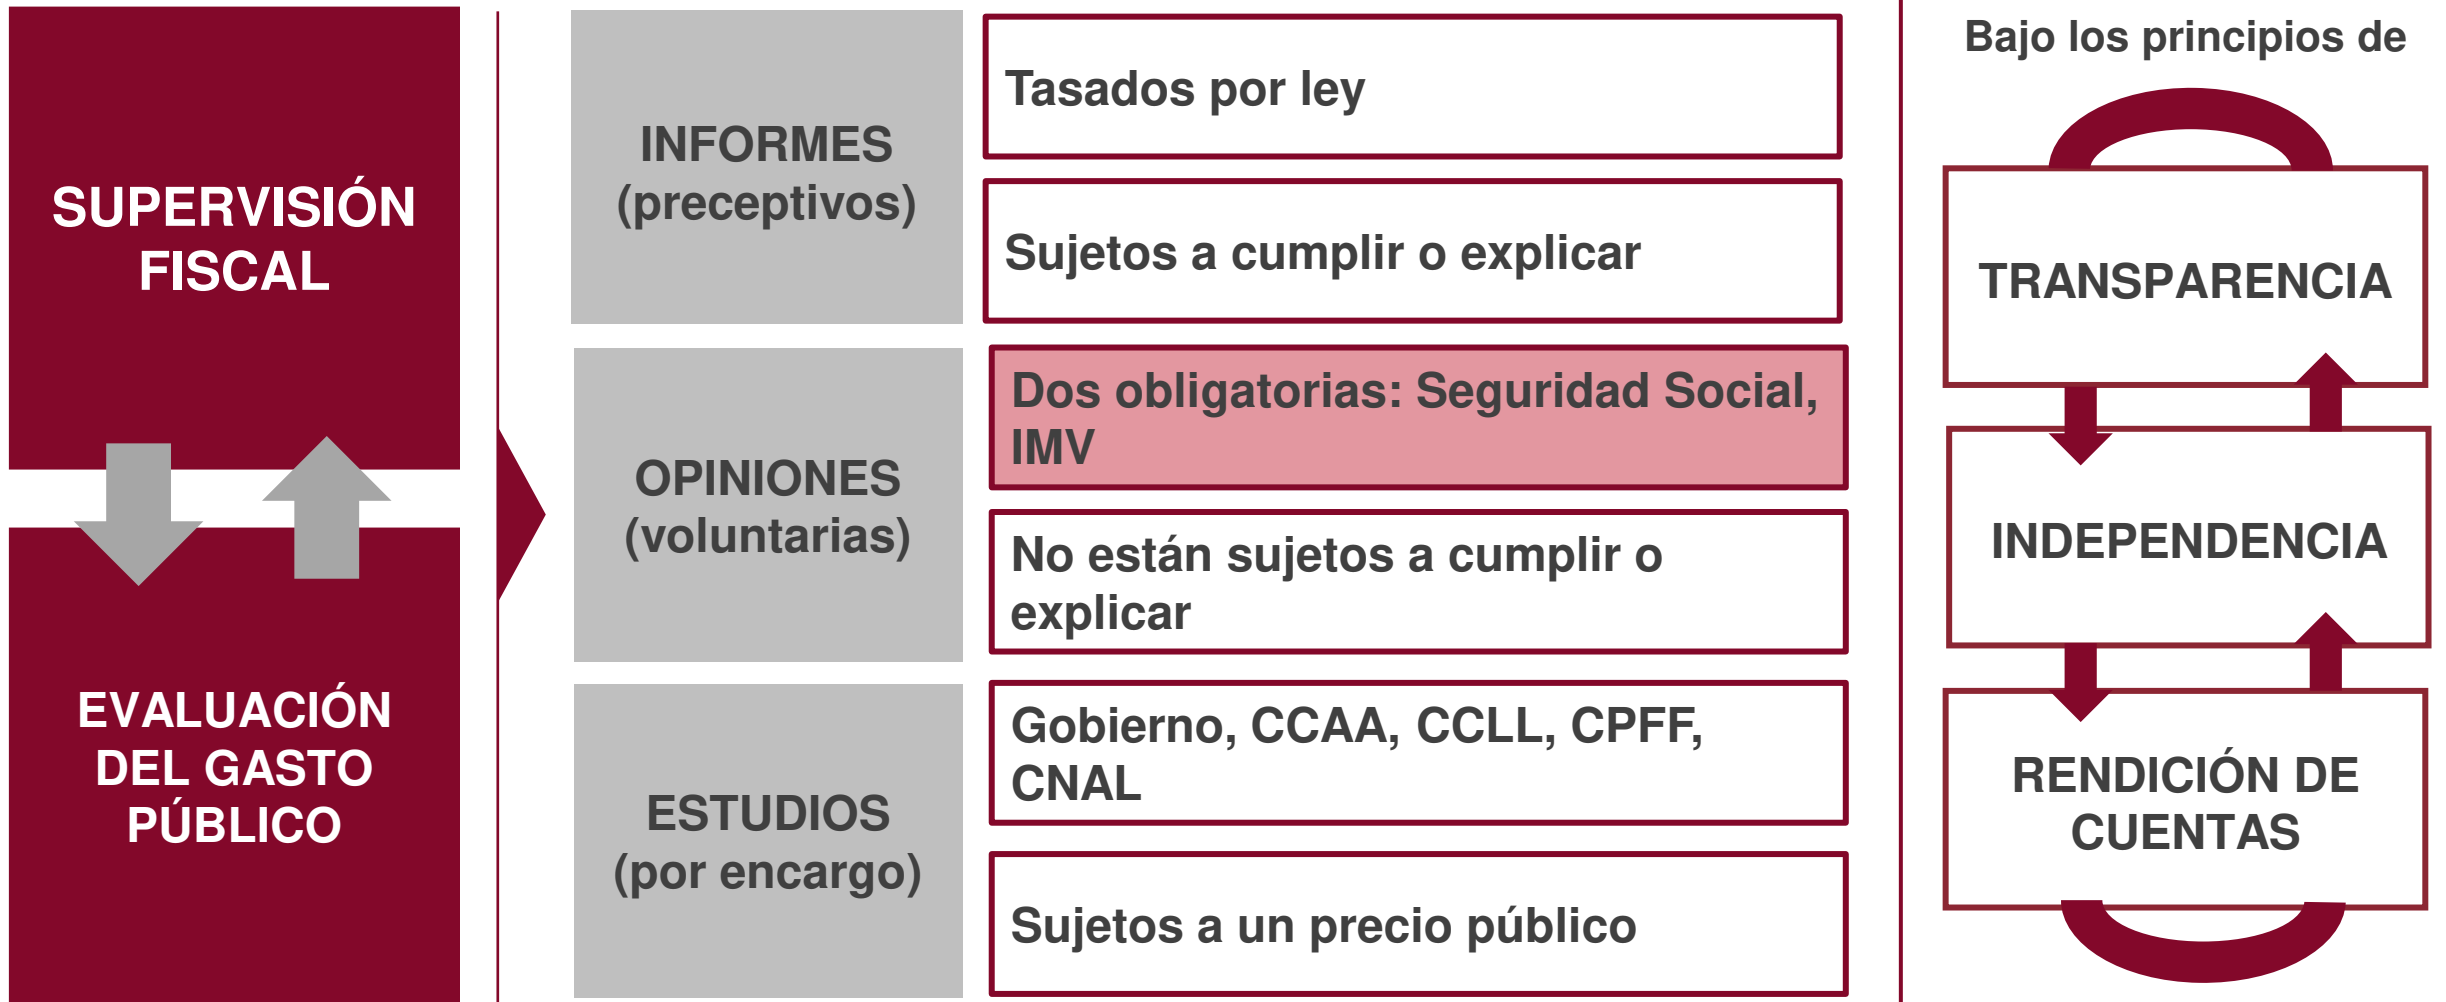 SUPERVISIÓN
FISCAL
EVALUACIÓN
DEL GASTO
PÚBLICO
INFORMES
(preceptivos)
Tasados por ley
Sujetos a cumplir o explicar
OPINIONES
(voluntarias)
Dos obligatorias: Seguridad Social,
IMV
No están sujetos a cumplir o
explicar
ESTUDIOS
(por encargo)
Gobierno, CCAA, CCLL, CPFF,
CNAL
Sujetos a un precio público
Bajo los principios de
TRANSPARENCIA
INDEPENDENCIA
RENDICIÓN DE
CUENTAS